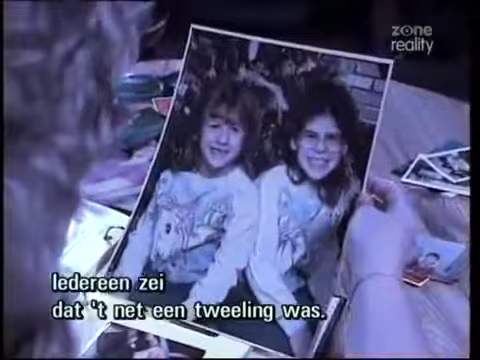 zone
reality
Iedereen zei
dat 't net een tweeling was.